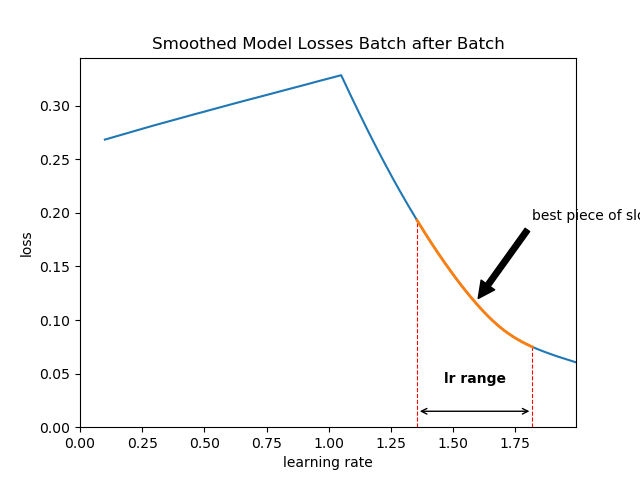 Smoothed Model Losses Batch after Batch
0.30
0.25
0.20
0.15
0.10
0.05
0.00
loss
best piece of slo
lr range
0.00 0.25 0.50 0.75 1.00 1.25 1.50 1.75
learning rate